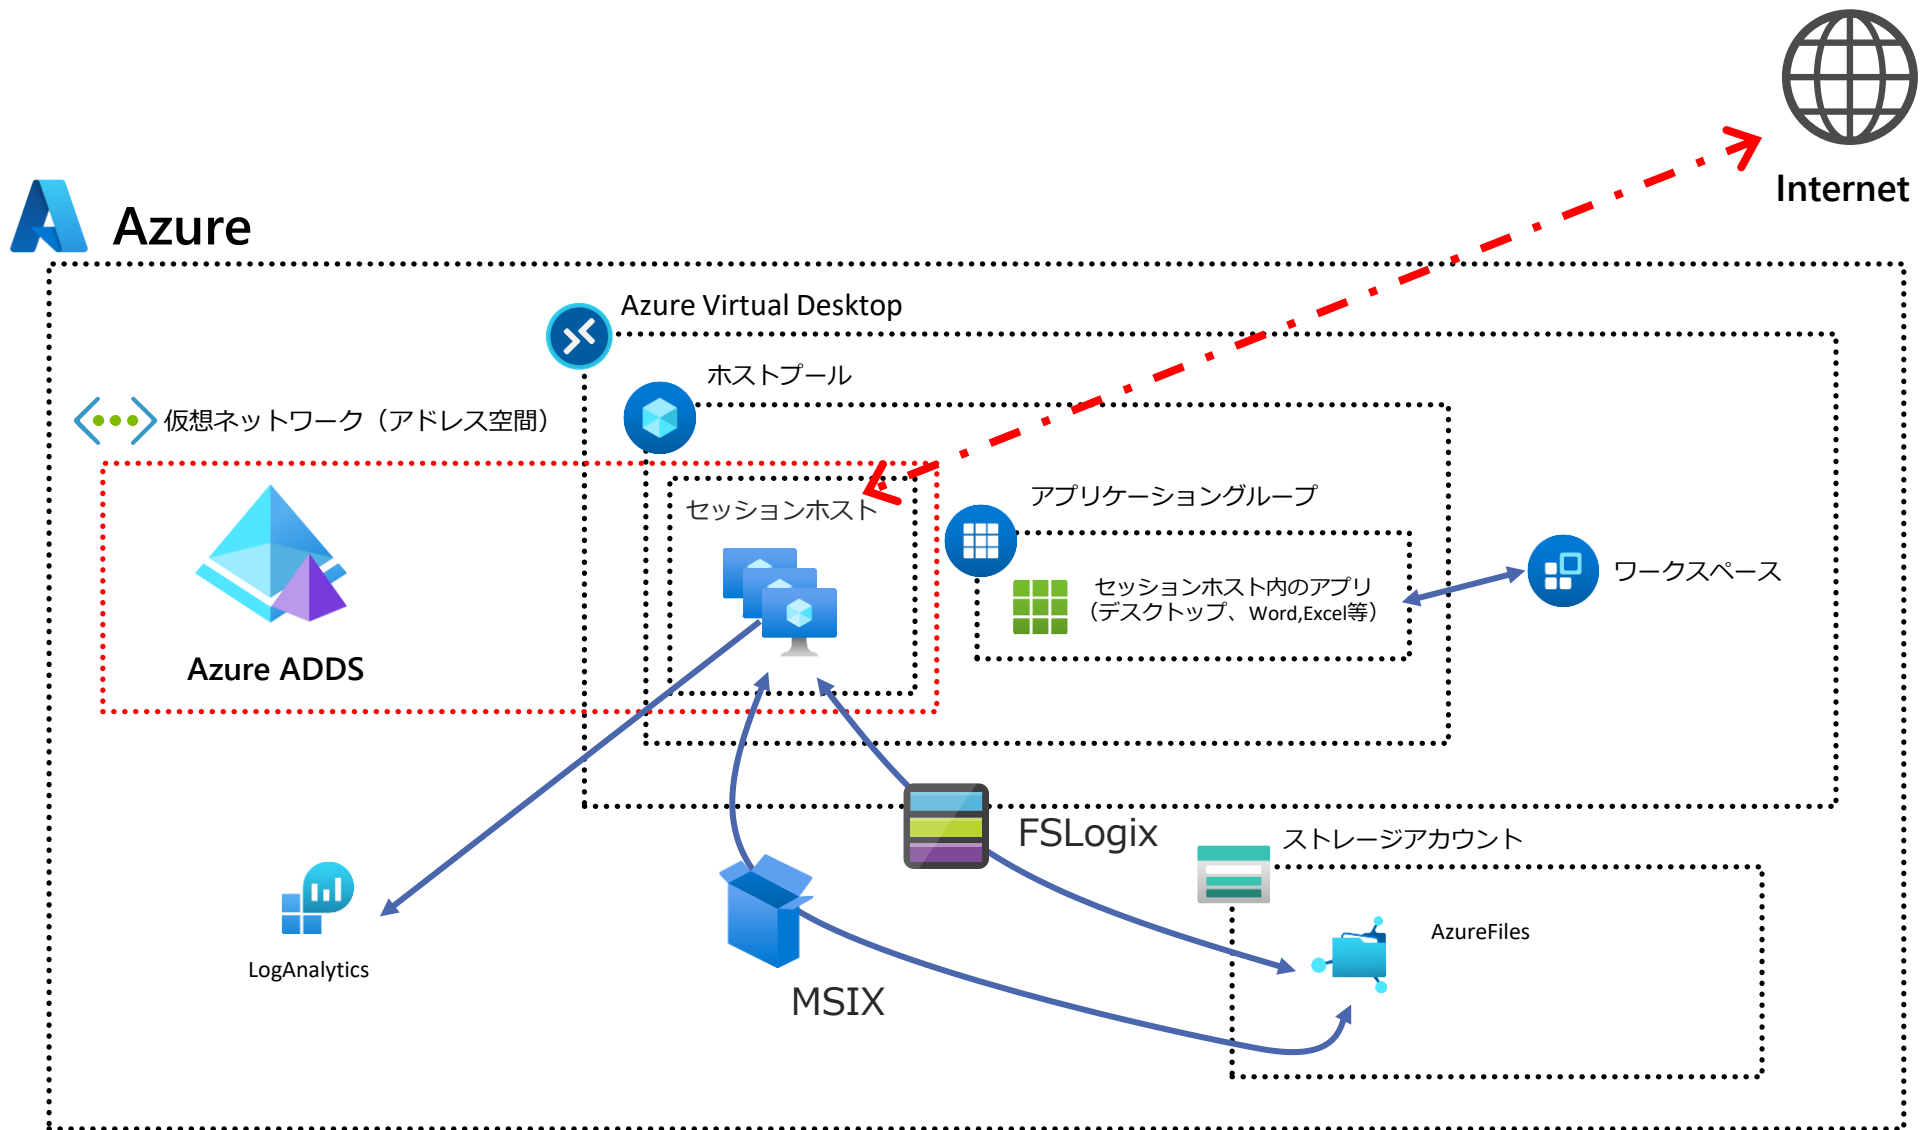 Internet
Azure
Azure Virtual Desktop
ホストプール
仮想ネットワーク（アドレス空間）
セッションホスト
アプリケーショングループ
セッションホスト内のアプリ
（デスクトップ、Word,Excel等）
ワークスペース
Azure ADDS
FSLogix
ストレージアカウント
AzureFiles
LogAnalytics
MSIX